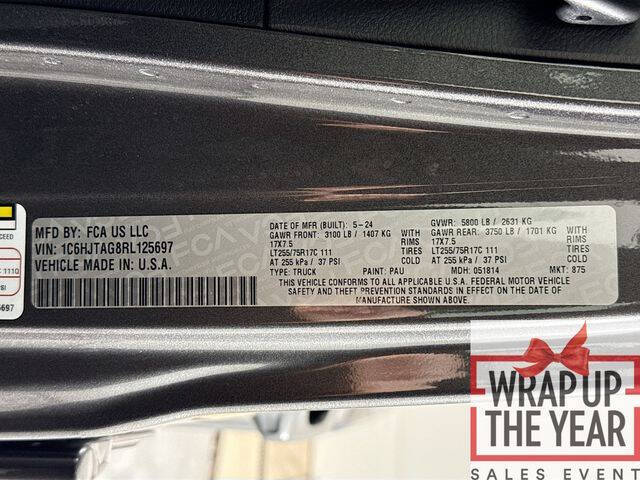 MFD BY: FCA US LLC
VIN: 1C6HJTAG8RL125697
VEHICLE MADE IN U.S.A.
DATE OF MFR (BUILT): 5-24
GVWR: 5800 LB / 2631 KG
GAWR FRONT: 3100 LB / 1407 KG WITH
GAWR REAR: 3750 LB / 1701 KG WITH
17X7.5 TIRES
17X7.5 TIRES
LT255/75R17C 111
LT255/75R17C 111
AT 255 kPa / 37 PSI COLD
AT 255 kPa / 37 PSI COLD
TYPE: TRUCK PAINT: PAU MDH: 051814 MKT: 875
THIS VEHICLE CONFORMS TO ALL APPLICABLE U.S.A. FEDERAL MOTOR VEHICLE
SAFETY AND THEFT PREVENTION STANDARDS IN EFFECT ON THE DATE OF
MANUFACTURE SHOWN ABOVE.
WRAP UP
THE YEAR
SALES EVENT